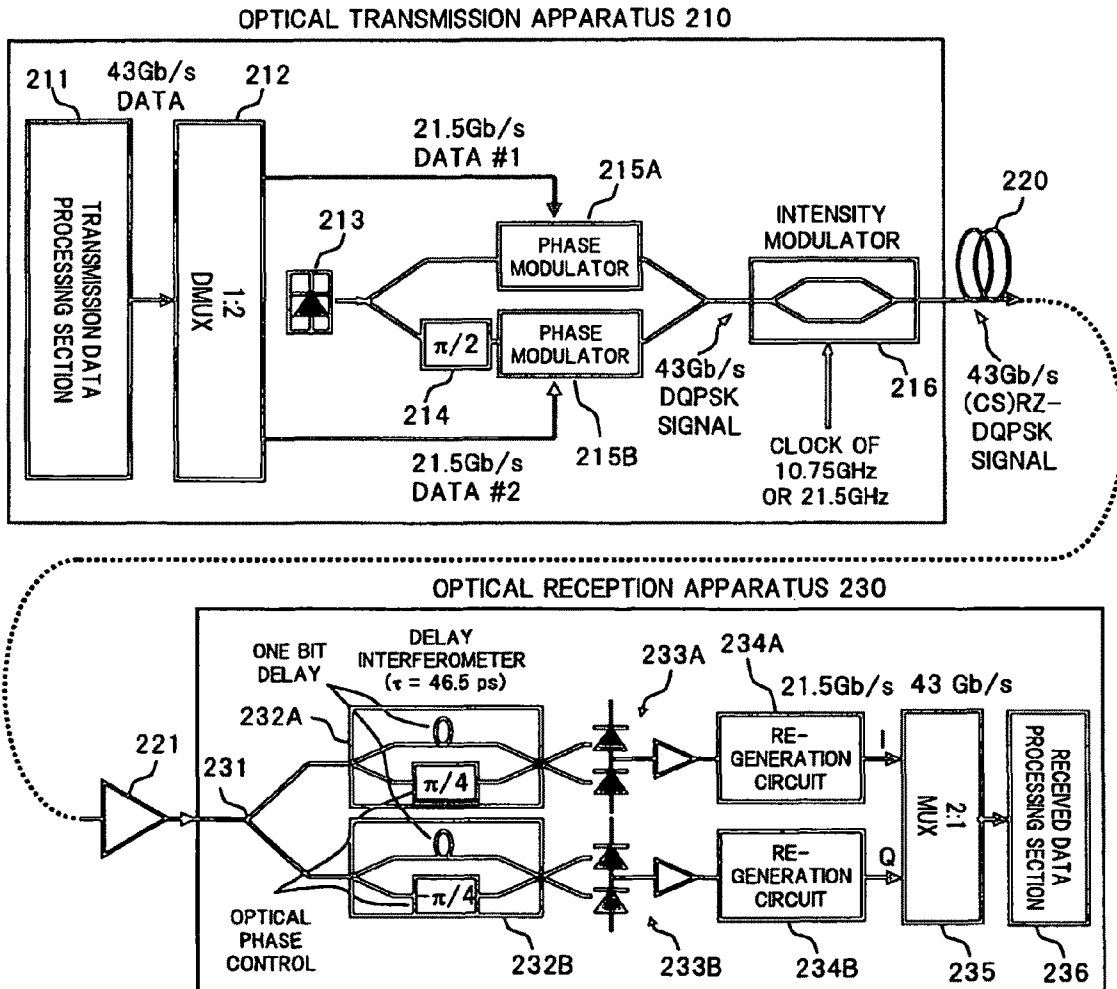 OPTICAL TRANSMISSION APPARATUS 210
211
43Gb/s
DATA
212
TRANSMISSION DATA
PROCESSING SECTION
1:2
DMUX
21.5Gb/s
DATA #1
213
215A
PHASE
MODULATOR
π/2
214
PHASE
MODULATOR
215B
21.5Gb/s
DATA #2
43Gb/s
DQPSK
SIGNAL
INTENSITY
MODULATOR
216
CLOCK OF
10.75GHz
OR 21.5GHz
220
43Gb/s
(CS)RZ-
DQPSK
SIGNAL
OPTICAL RECEPTION APPARATUS 230
221
231
ONE BIT
DELAY
DELAY
INTERFEROMETER
(τ = 46.5 ps)
232A
π/4
-π/4
OPTICAL
PHASE
CONTROL
232B
233A
233B
234A
RE-
GENERATION
CIRCUIT
RE-
GENERATION
CIRCUIT
234B
21.5Gb/s
43 Gb/s
I
Q
2:1
MUX
235
RECEIVED DATA
PROCESSING SECTION
236